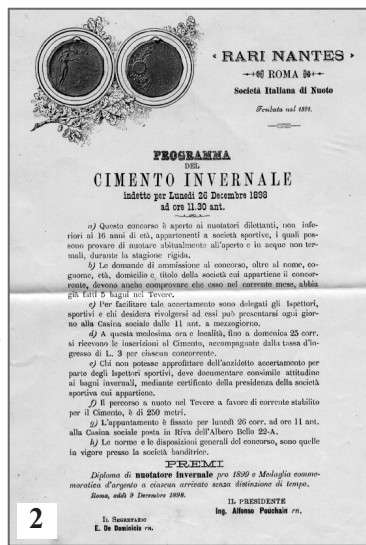 ‹ RARI NANTES ›
ROMA
Società Italiana di Nuoto
Fondata nel 1891.
PROGRAMMA
DEL
CIMENTO INVERNALE
indetto per Lunedì 26 Decembre 1898
ad ore 11.30 ant.
a) Questo concorso è aperto ai nuotatori dilettanti, non infe-
riori ai 16 anni di età, appartenenti a società sportive, i quali pos-
sono provare di nuotare abitualmente all'aperto e in acque non ter-
mali, durante la stagione rigida.
b) Le domande di ammissione al concorso, oltre al nome, co-
gnome, età, domicilio e titolo della società cui appartiene il concor-
rente, devono anche comprovare che esso nel corrente mese, abbia
già fatti 5 bagni nel Tevere.
c) Per facilitare tale accertamento sono delegati gli Ispettori,
sportivi e chi desidera rivolgersi ad essi può presentarsi ogni gior-
no alla Casina Sociale dalle 11 ant. a mezzogiorno.
d) A questa medesima ora e località, fino a domenica 25 corr.
si ricevono le inscrizioni al Cimento, accompagnate dalla tassa d'in-
gresso di L. 3 per ciascun concorrente.
e) Chi non potesse approfittare dell'anzidetto accertamento per
parte degli Ispettori sportivi, deve documentare consimile attitudine
ai bagni invernali, mediante certificato della presidenza della società
sportiva cui appartiene.
f) Il percorso a nuoto nel Tevere a favore di corrente stabilito
per il Cimento, è di 250 metri.
g) L'appuntamento è fissato per lunedì 26 corr. ad ore 11 ant.
alla Casina sociale posta in Riva dell'Albero Bello 22-A.
h) Le norme e le disposizioni generali del concorso, sono quelle
in vigore presso la società banditrice.
PREMI
Diploma di nuotatore invernale pro 1899 e Medaglia comme-
morativa d'argento a ciascun arrivato senza distinzione di tempo.
Roma, addì 9 Decembre 1898.
IL PRESIDENTE
Ing. Alfonso Pouchain rn.
IL SEGRETARIO
E. De Dominicis rn.
2